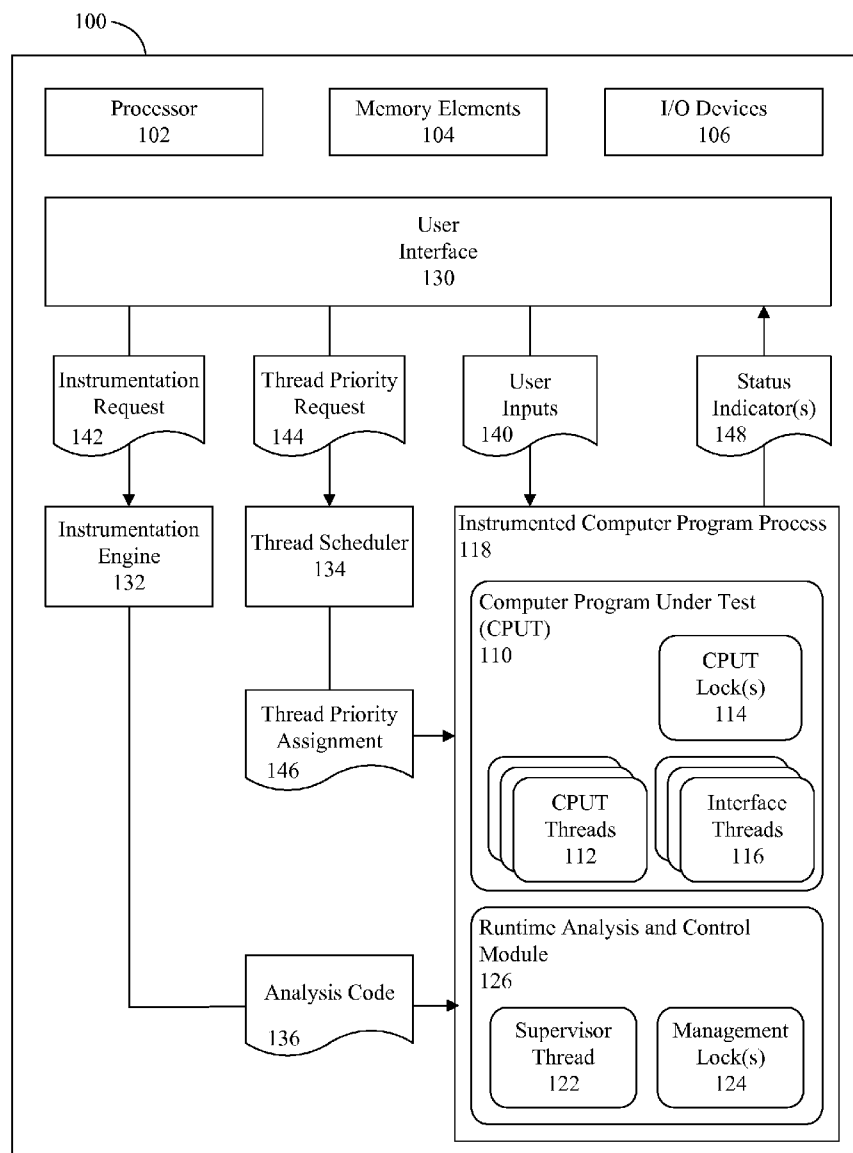 100
Processor
102
Memory Elements
104
I/O Devices
106
User
Interface
130
Instrumentation
Request
142
Thread Priority
Request
144
User
Inputs
140
Status
Indicator(s)
148
Instrumentation
Engine
132
Thread Scheduler
134
Instrumented Computer Program Process
118
Computer Program Under Test
(CPUT)
110
CPUT
Lock(s)
114
Thread Priority
Assignment
146
CPUT
Threads
112
Interface
Threads
116
Runtime Analysis and Control
Module
126
Analysis Code
136
Supervisor
Thread
122
Management
Lock(s)
124